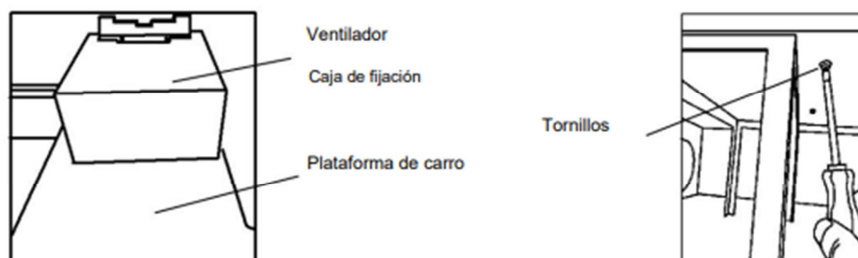 Ventilador
Caja de fijación
Plataforma de carro
Tornillos